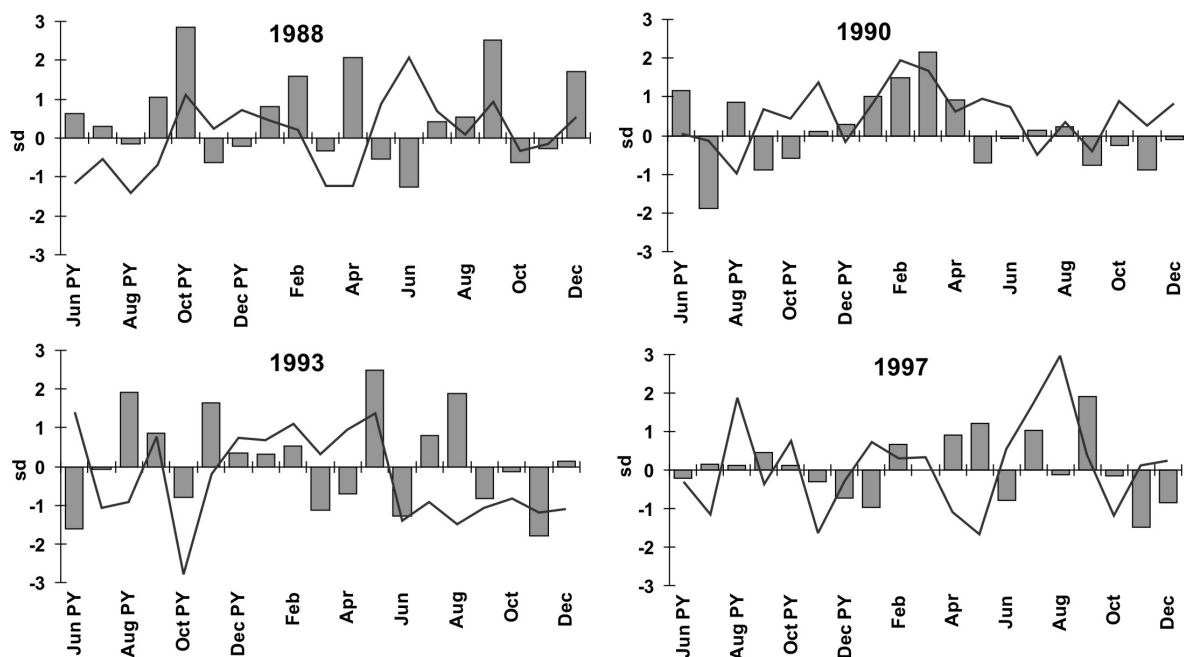 1988
3
2
1
0
-1
-2
-3
sd
Jun PY
Aug PY
Oct PY
Dec PY
Feb
Apr
Jun
Aug
Oct
Dec
1990
3
2
1
0
-1
-2
-3
sd
Jun PY
Aug PY
Oct PY
Dec PY
Feb
Apr
Jun
Aug
Oct
Dec
1993
3
2
1
0
-1
-2
-3
sd
Jun PY
Aug PY
Oct PY
Dec PY
Feb
Apr
Jun
Aug
Oct
Dec
1997
3
2
1
0
-1
-2
-3
sd
Jun PY
Aug PY
Oct PY
Dec PY
Feb
Apr
Jun
Aug
Oct
Dec